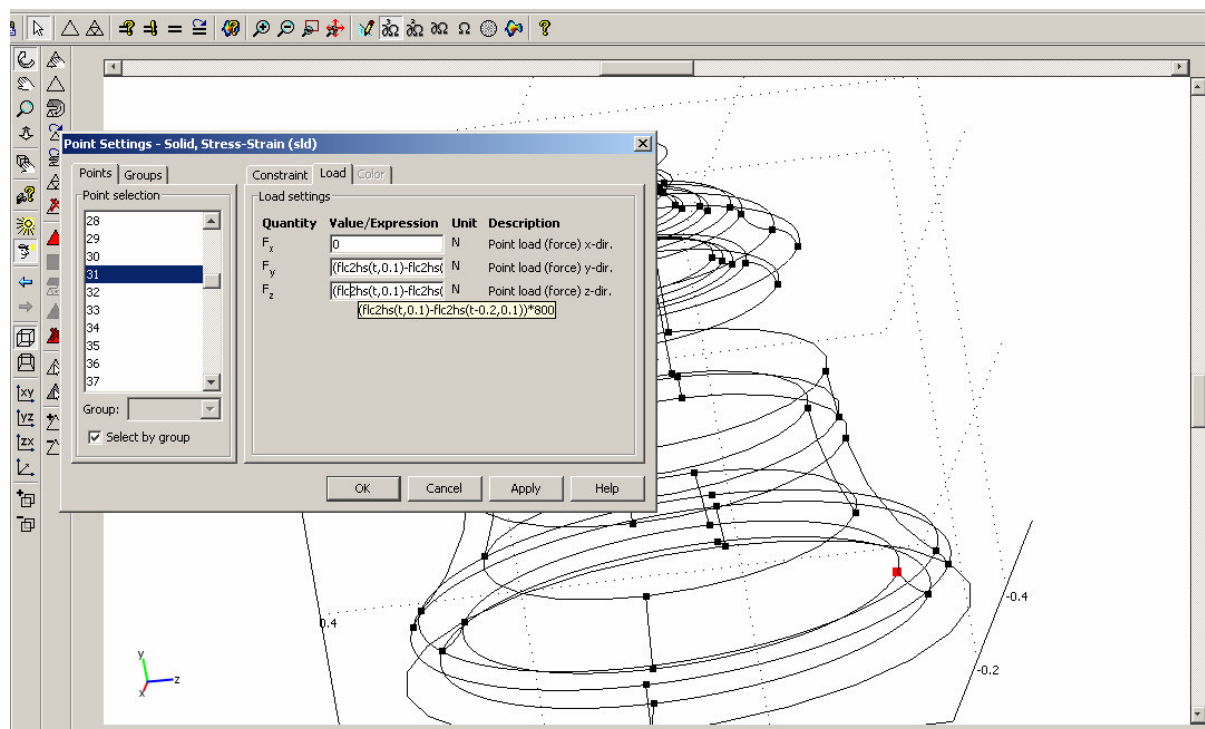 Point Settings - Solid, Stress-Strain (sld)
Points Groups
Point selection
28
29
30
31
32
33
34
35
36
37
Group:
Select by group
Constraint Load Color
Load settings
Quantity Value/Expression Unit Description
Fx 0 N Point load (force) x-dir.
Fy (flc2hs(t,0.1)-flc2hs( N Point load (force) y-dir.
Fz (flc2hs(t,0.1)-flc2hs( N Point load (force) z-dir.
(flc2hs(t,0.1)-flc2hs(t-0.2,0.1))*800
OK Cancel Apply Help
xy
yz
zx
0.4
-0.4
-0.2
y
z
x